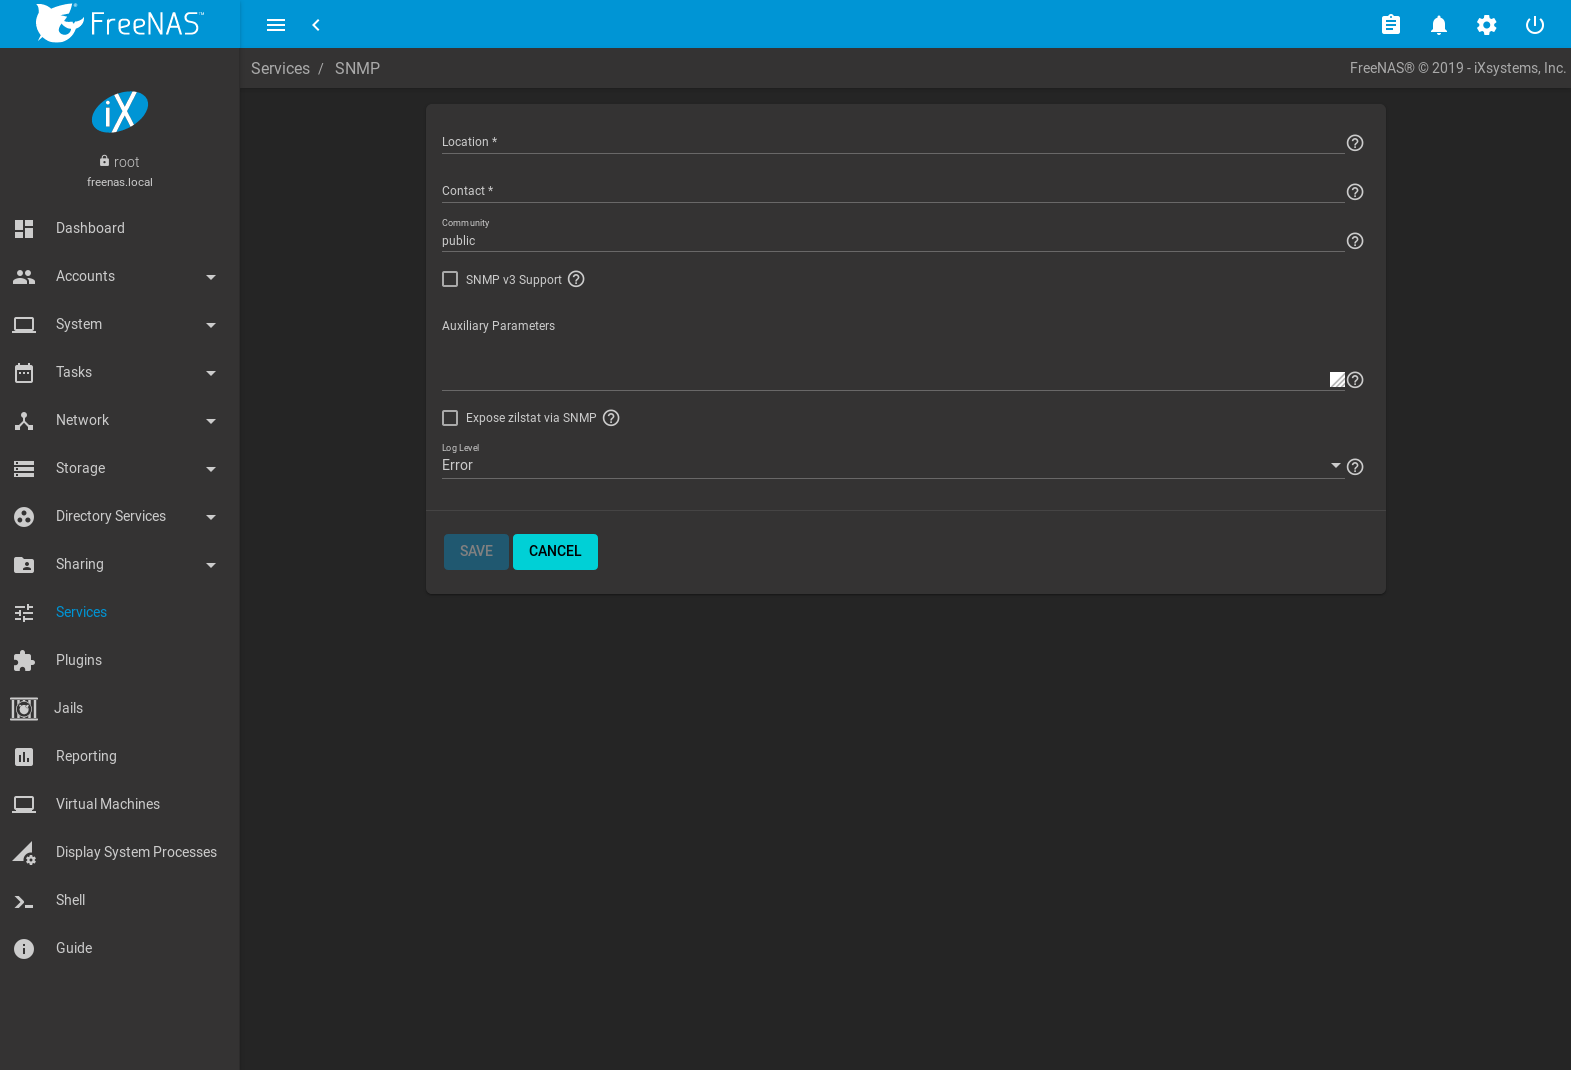 FreeNAS™
Services / SNMP
FreeNAS® © 2019 - iXsystems, Inc.
iX
root
freenas.local
Dashboard
Accounts
System
Tasks
Network
Storage
Directory Services
Sharing
Services
Plugins
Jails
Reporting
Virtual Machines
Display System Processes
Shell
Guide
Location *
Contact *
Community
public
SNMP v3 Support
Auxiliary Parameters
Expose zilstat via SNMP
Log Level
Error
SAVE CANCEL